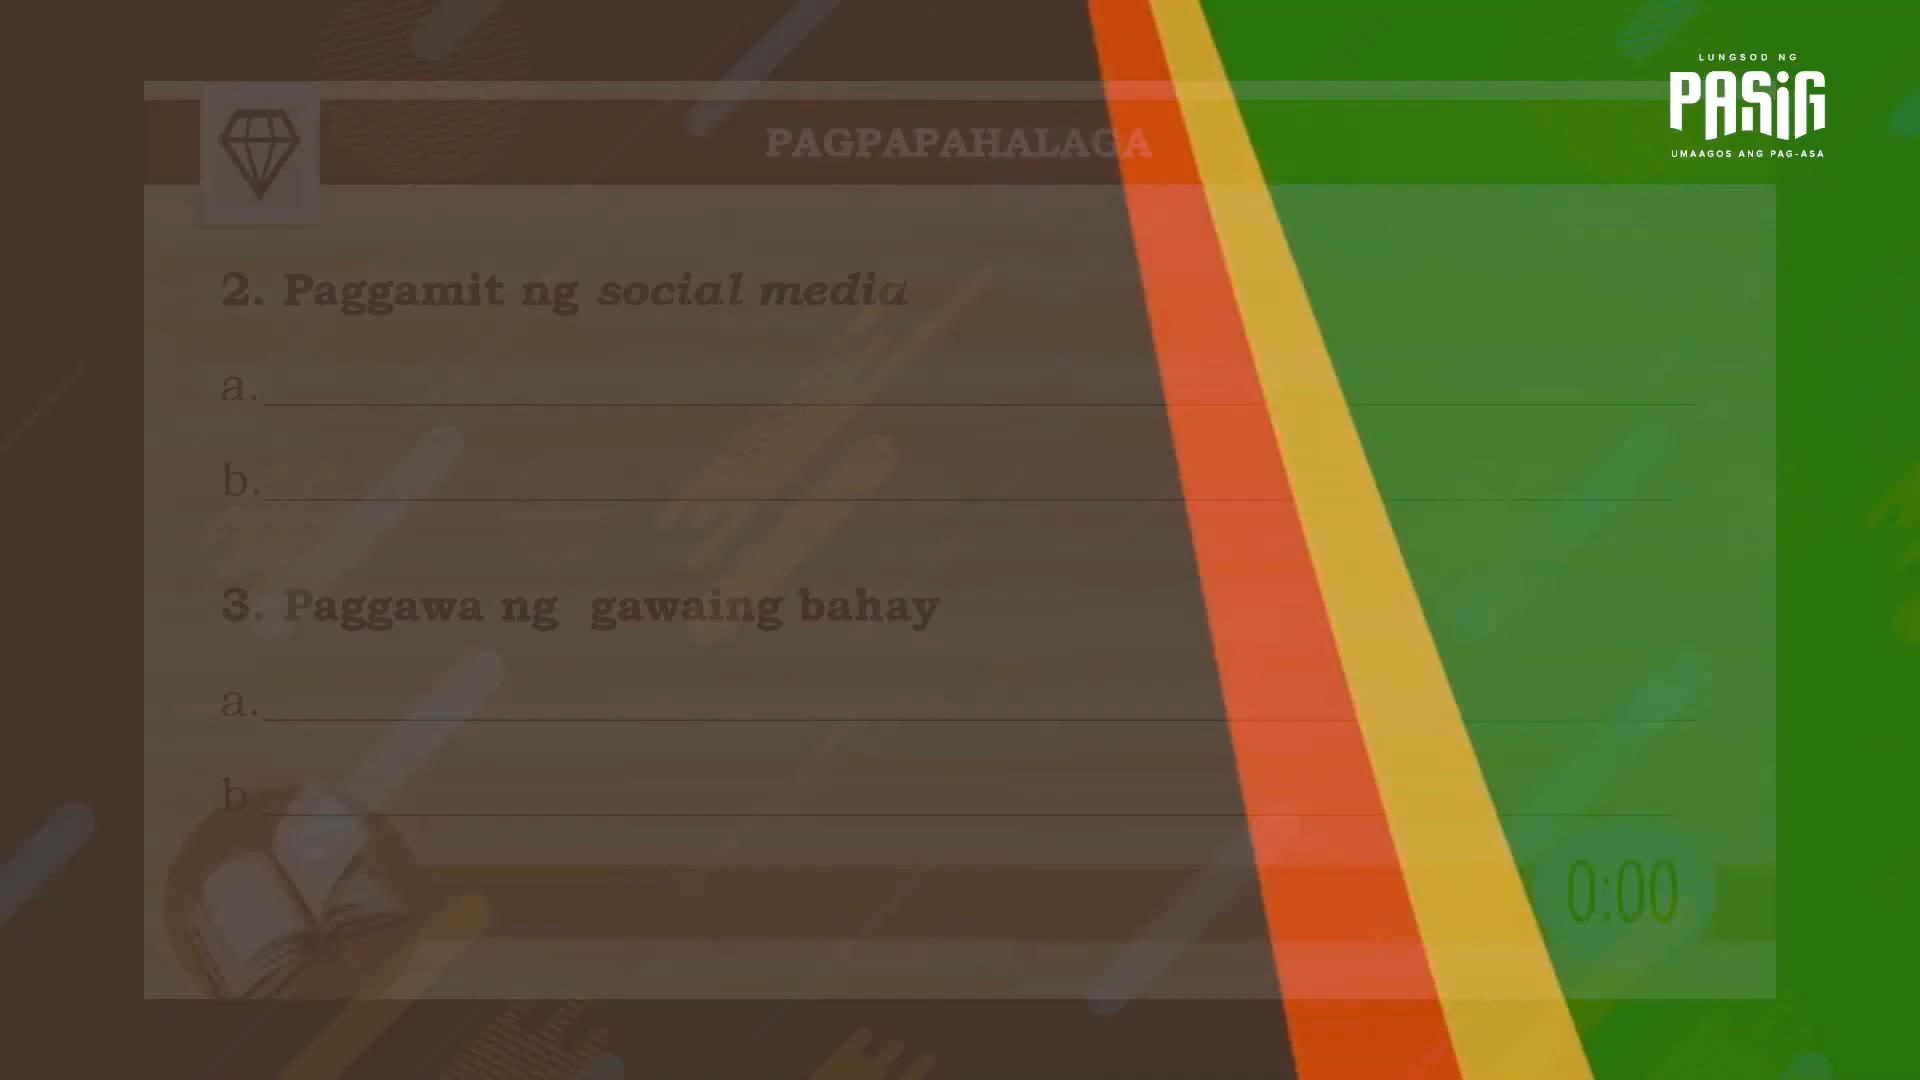 LUNGSOD NG
PASIG
UMAAGOS ANG PAG-ASA
PAGPAPAHALAGA
2. Paggamit ng social media
a.
b.
3. Paggawa ng gawaing bahay
a.
b
0:00